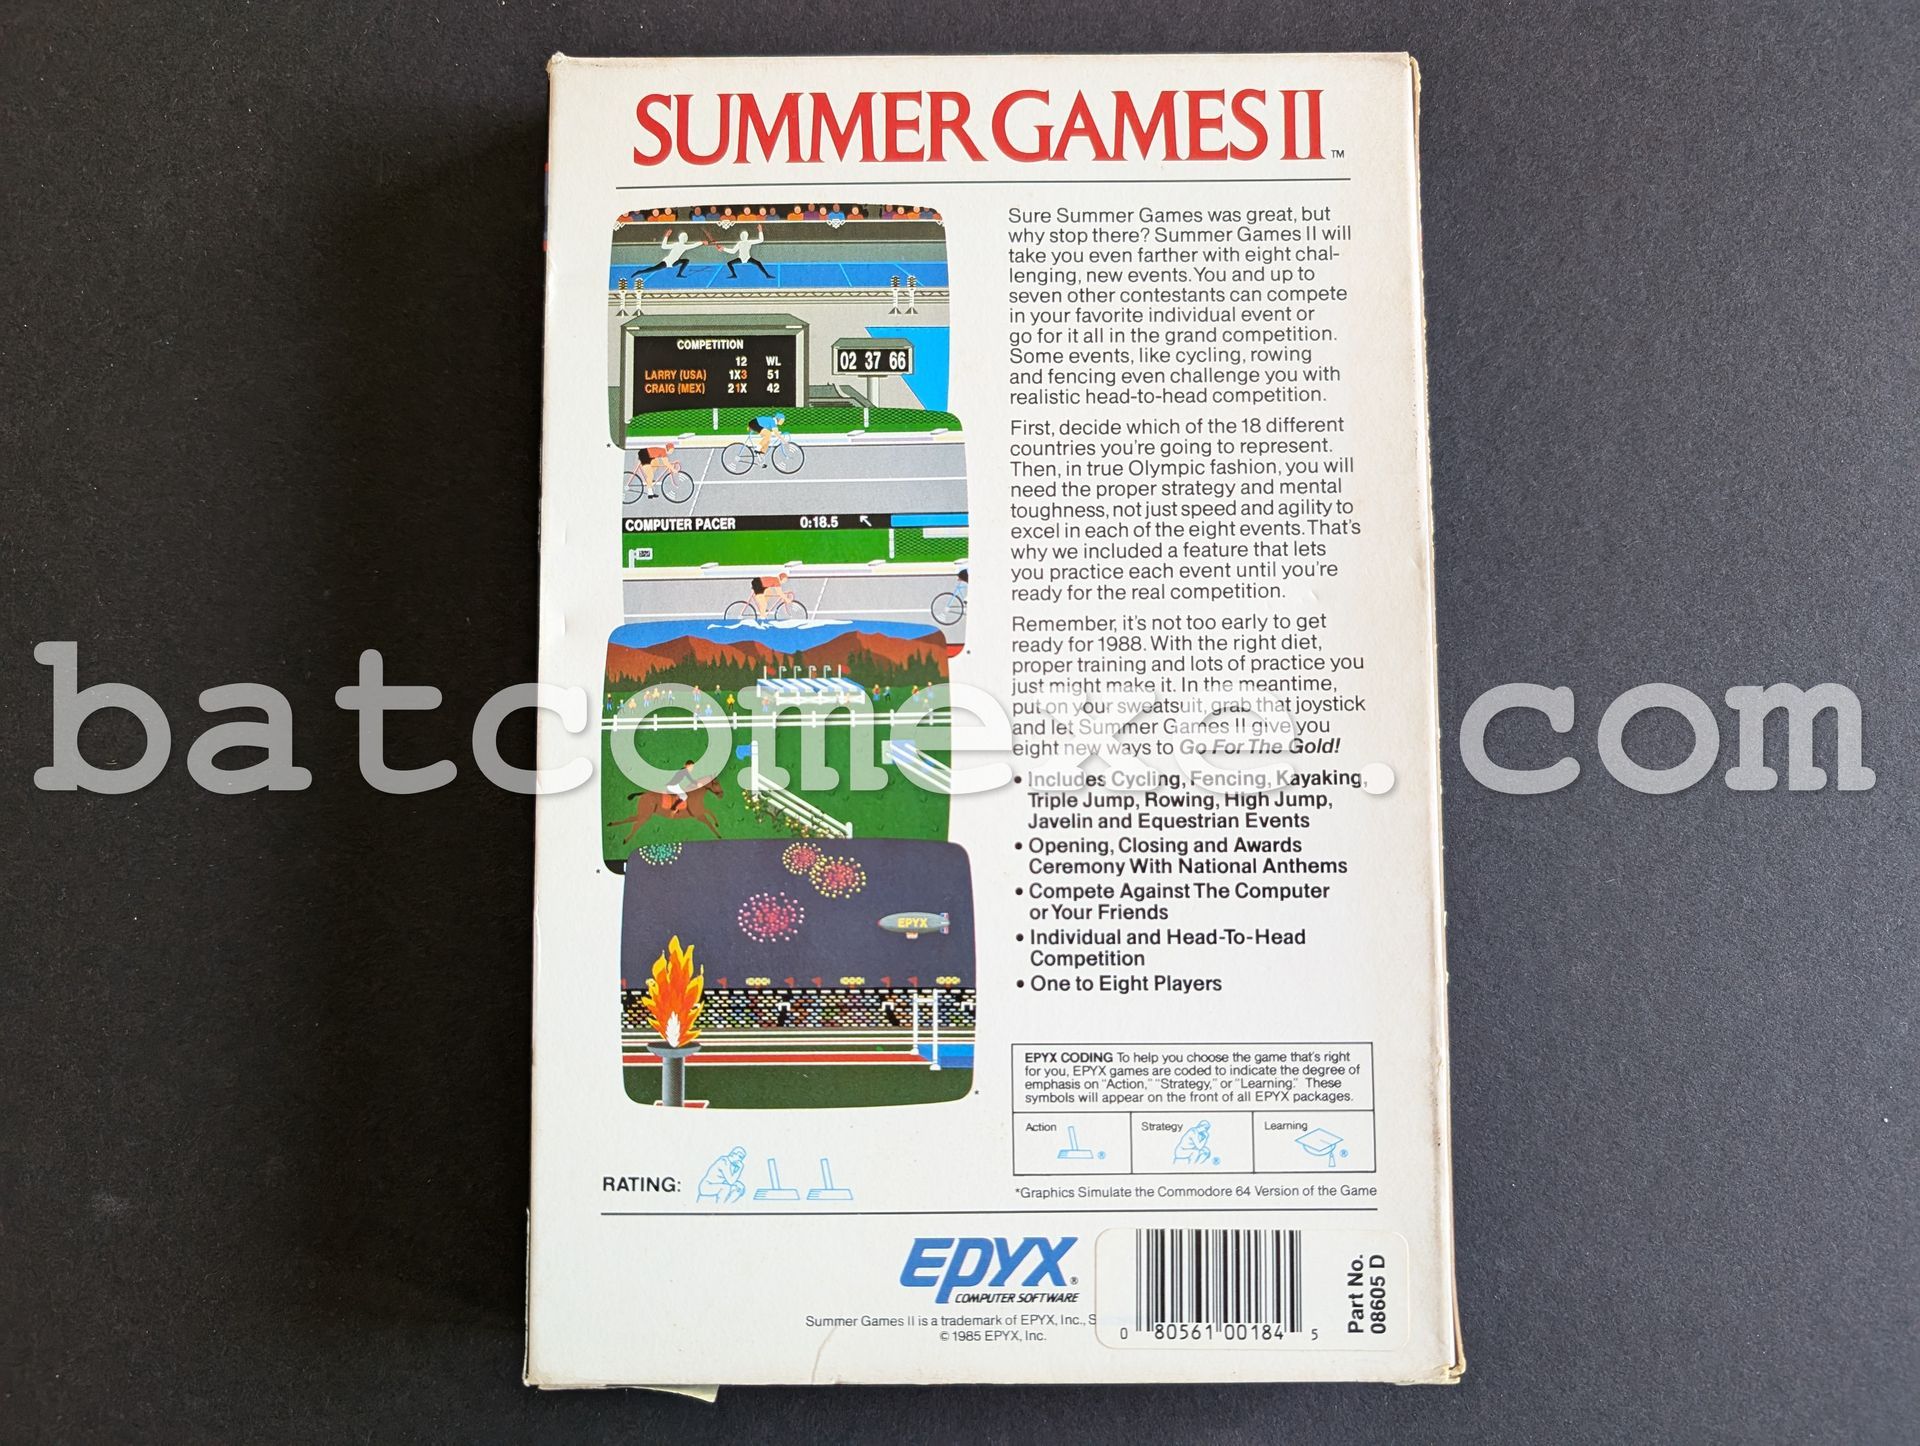 SUMMER GAMES II™
Sure Summer Games was great, but
why stop there? Summer Games II will
take you even farther with eight chal-
lenging, new events. You and up to
seven other contestants can compete
in your favorite individual event or
go for it all in the grand competition.
Some events, like cycling, rowing
and fencing even challenge you with
realistic head-to-head competition.
First, decide which of the 18 different
countries you're going to represent.
Then, in true Olympic fashion, you will
need the proper strategy and mental
toughness, not just speed and agility to
excel in each of the eight events. That's
why we included a feature that lets
you practice each event until you're
ready for the real competition.
Remember, it's not too early to get
ready for 1988. With the right diet,
proper training and lots of practice you
just might make it. In the meantime,
put on your sweatsuit, grab that joystick
and let Summer Games II give you
eight new ways to Go For The Gold!
• Includes Cycling, Fencing, Kayaking,
Triple Jump, Rowing, High Jump,
Javelin and Equestrian Events
• Opening, Closing and Awards
Ceremony With National Anthems
• Compete Against The Computer
or Your Friends
• Individual and Head-To-Head
Competition
• One to Eight Players
COMPETITION
12 WL
LARRY (USA) 1X3 51
CRAIG (MEX) 21X 42
02 37 66
*
COMPUTER PACER 0:18.5
*
*
EPYX
*
batcomexe.com
EPYX CODING To help you choose the game that's right
for you, EPYX games are coded to indicate the degree of
emphasis on "Action," "Strategy," or "Learning." These
symbols will appear on the front of all EPYX packages.
Action ®
Strategy ®
Learning ®
RATING:
*Graphics Simulate the Commodore 64 Version of the Game
EPYX®
COMPUTER SOFTWARE
Summer Games II is a trademark of EPYX, Inc., S
© 1985 EPYX, Inc.
0 80561 00184 5
Part No.
08605 D